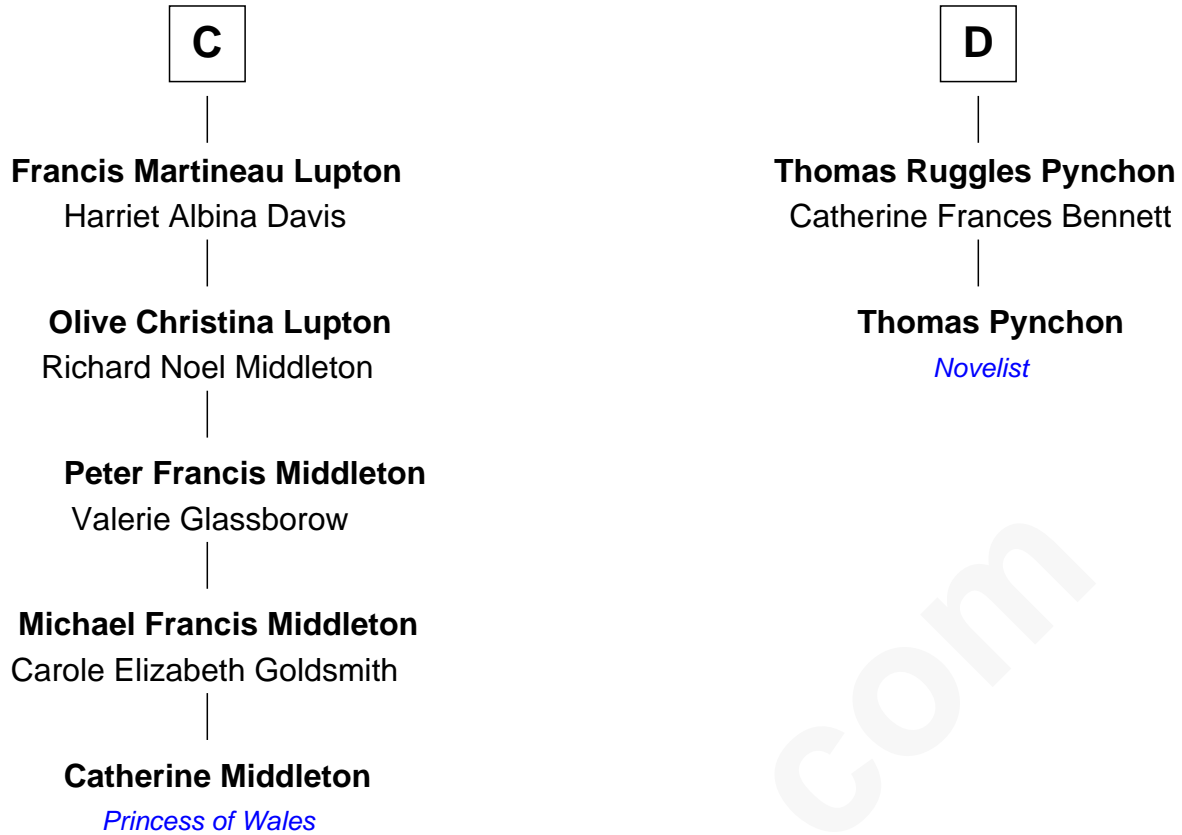 C
Francis Martineau Lupton
Harriet Albina Davis
Olive Christina Lupton
Richard Noel Middleton
Peter Francis Middleton
Valerie Glassborow
Michael Francis Middleton
Carole Elizabeth Goldsmith
Catherine Middleton
Princess of Wales
D
Thomas Ruggles Pynchon
Catherine Frances Bennett
Thomas Pynchon
Novelist
com